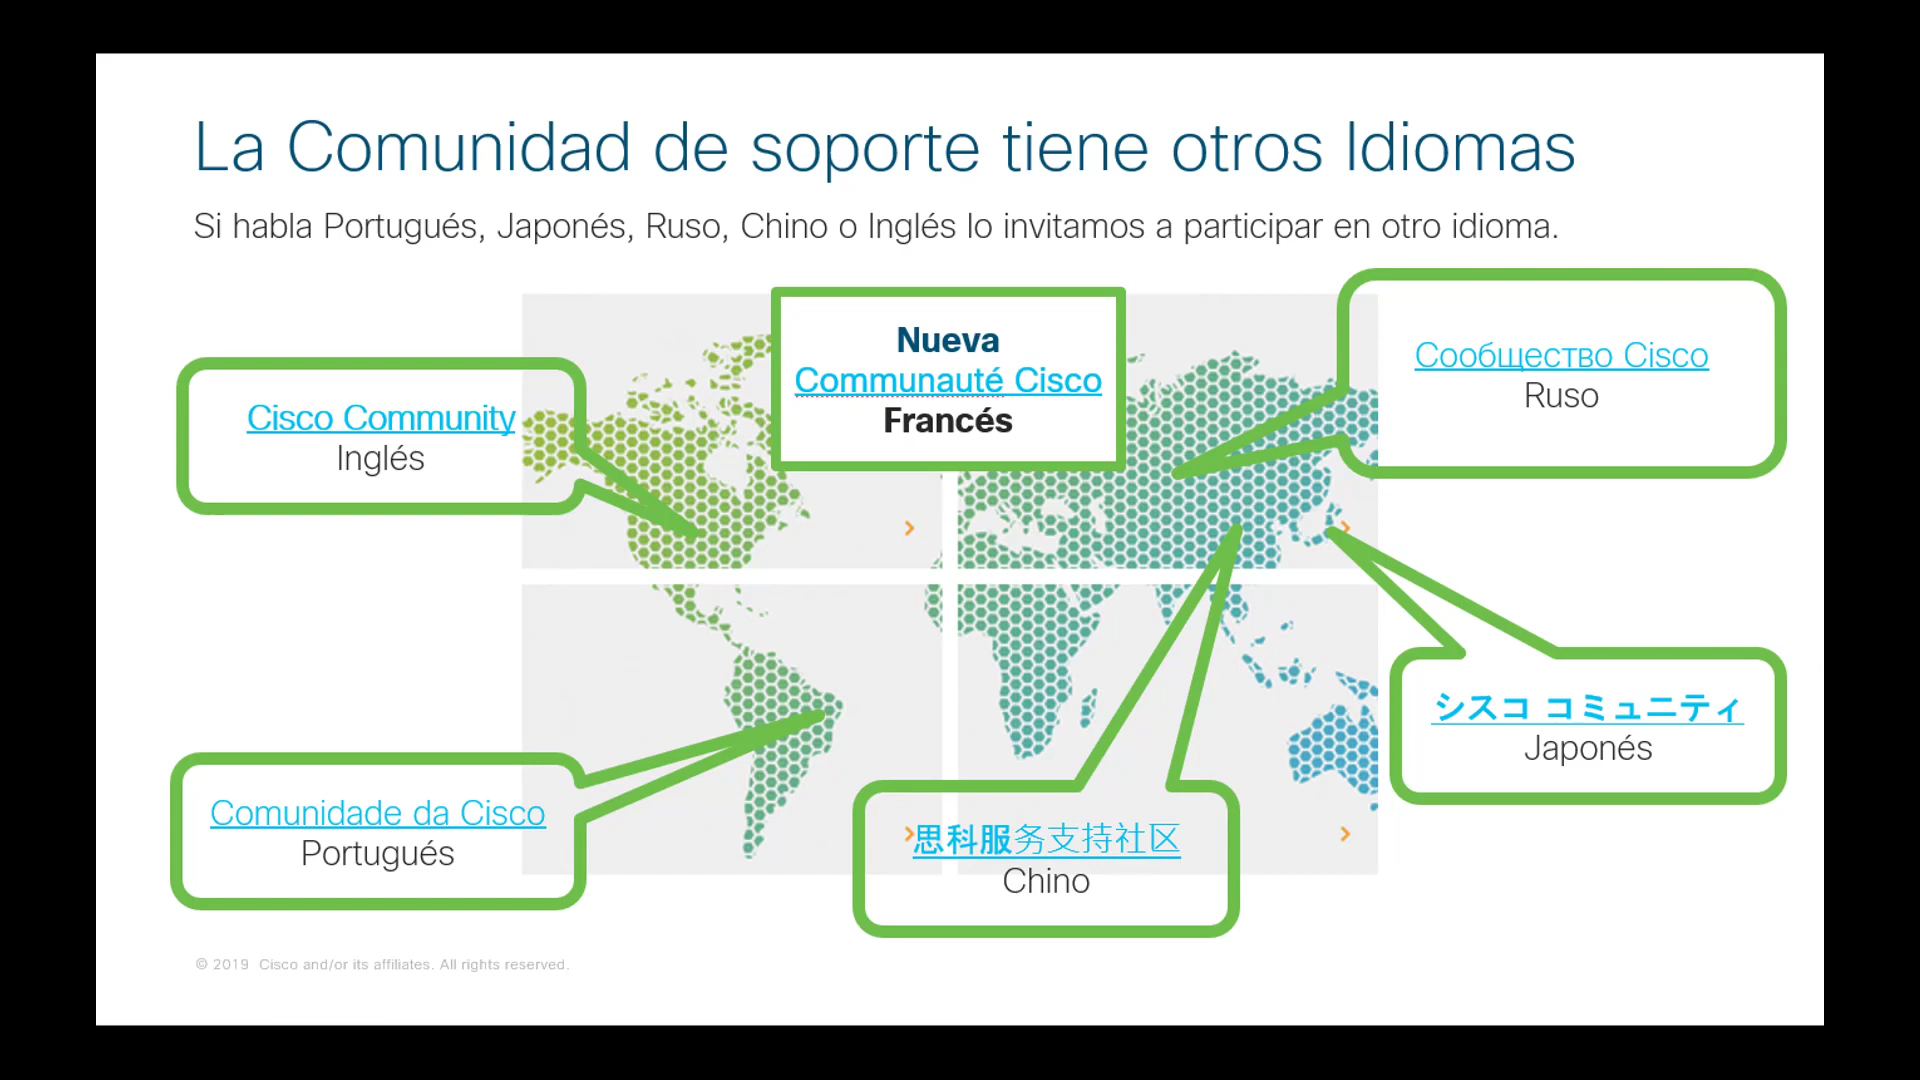 La Comunidad de soporte tiene otros Idiomas
Si habla Portugués, Japonés, Ruso, Chino o Inglés lo invitamos a participar en otro idioma.
Nueva
Communauté Cisco
Francés
Сообщество Cisco
Ruso
Cisco Community
Inglés
シスコ コミュニティ
Japonés
Comunidade da Cisco
Portugués
思科服务支持社区
Chino
© 2019 Cisco and/or its affiliates. All rights reserved.